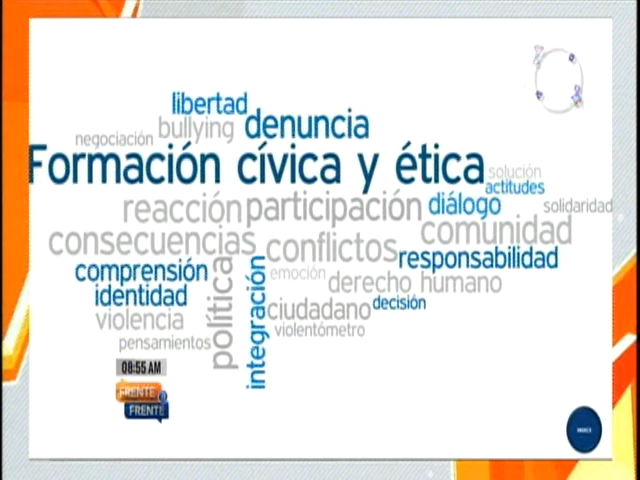 libertad
bullying denuncia
negociación
Formación cívica y ética
solución
actitudes
reacción participación diálogo solidaridad
consecuencias conflictos comunidad
responsabilidad
comprensión
emoción derecho humano
identidad
política
integración
ciudadano decisión
violencia
violentómetro
pensamientos
08:55 AM
FRENTE
a
FRENTE
INDICE